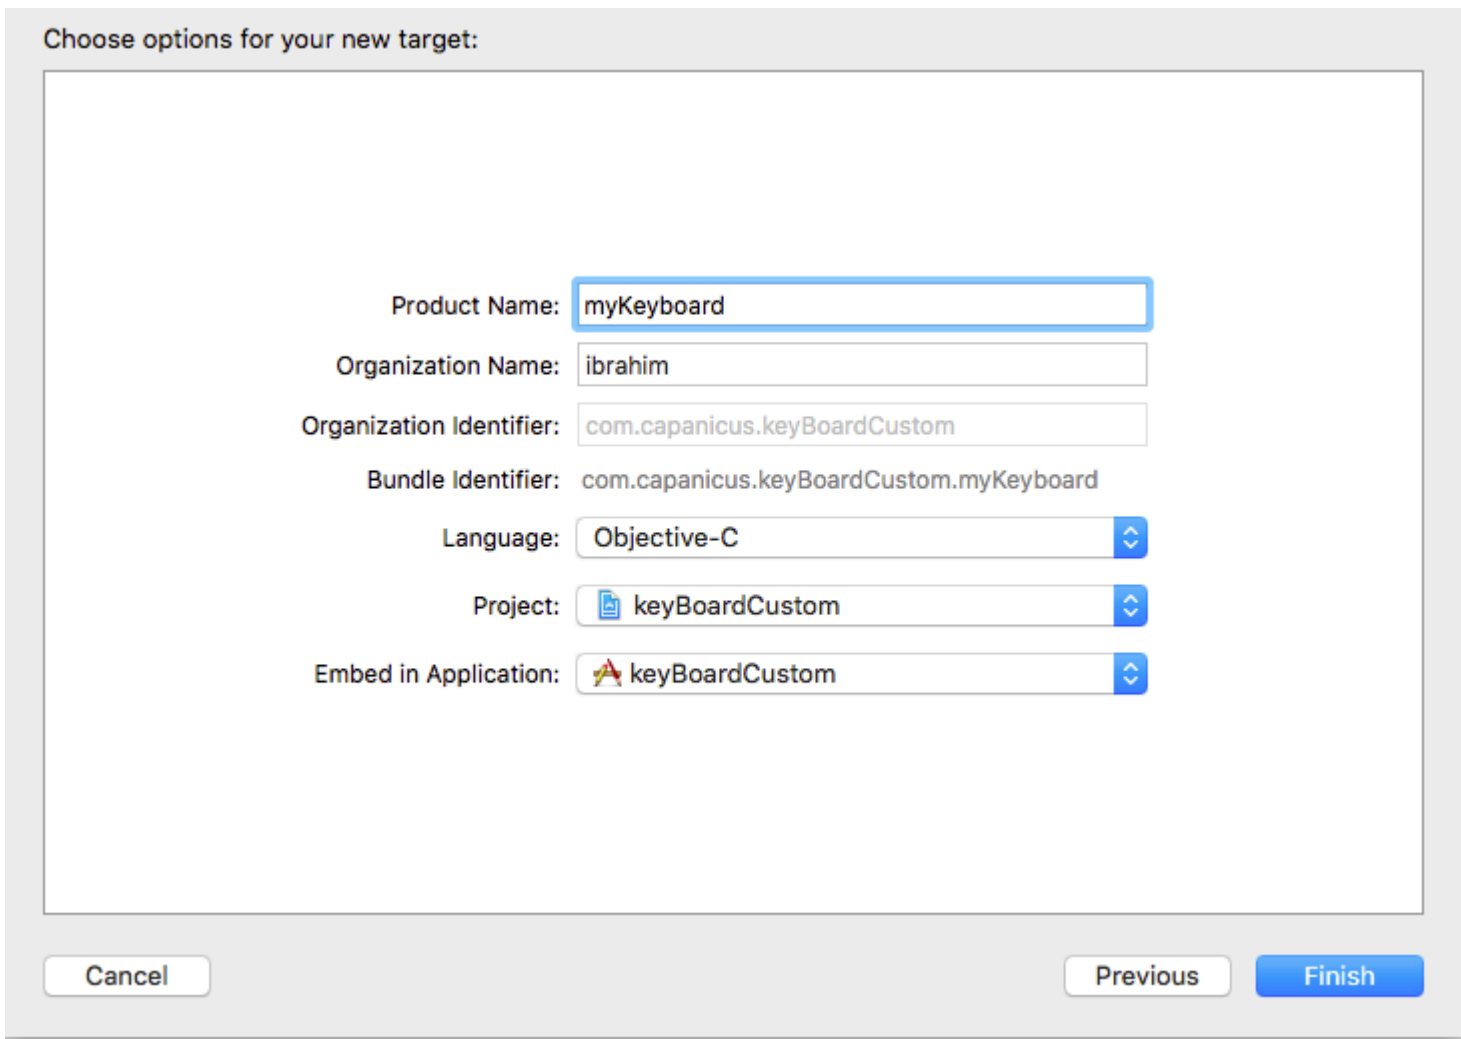 Choose options for your new target:
Product Name: myKeyboard
Organization Name: ibrahim
Organization Identifier: com.capanicus.keyBoardCustom
Bundle Identifier: com.capanicus.keyBoardCustom.myKeyboard
Language: Objective-C
Project: keyBoardCustom
Embed in Application: keyBoardCustom
Cancel Previous Finish